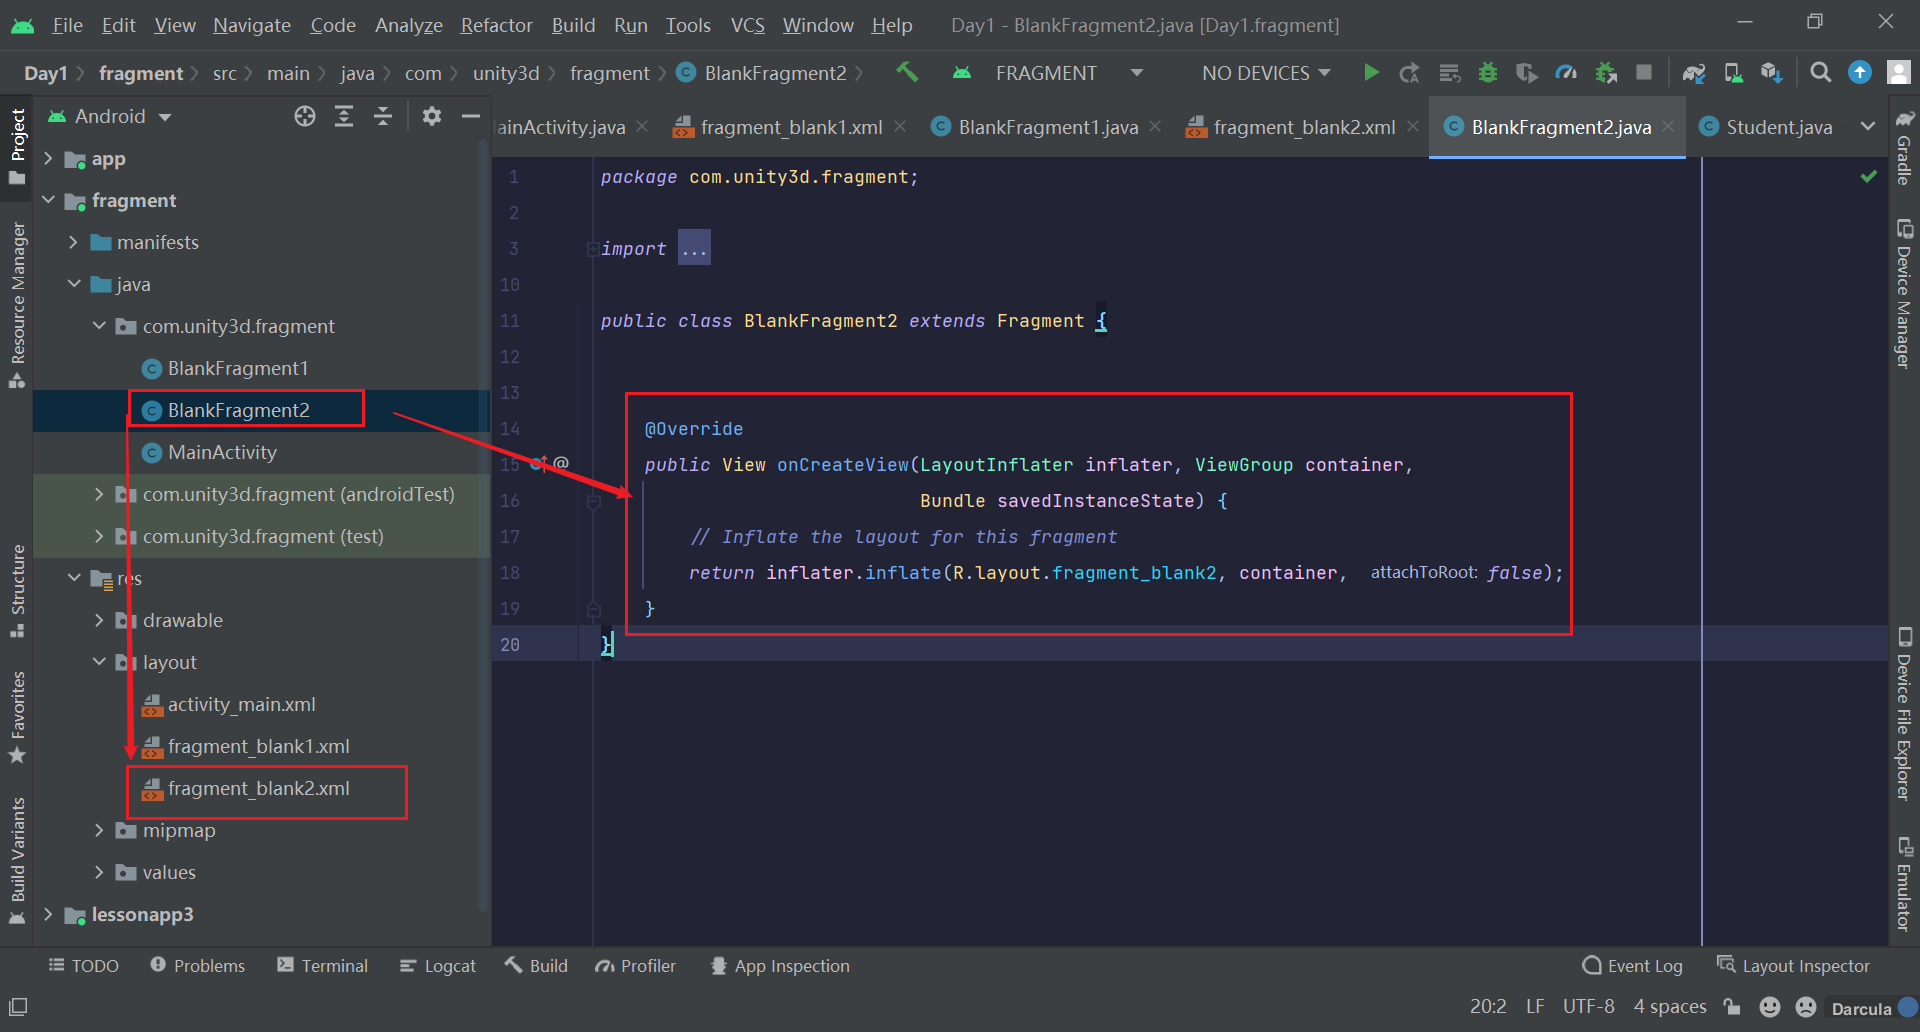 File Edit View Navigate Code Analyze Refactor Build Run Tools VCS Window Help Day1 - BlankFragment2.java [Day1.fragment]
Day1 fragment src main java com unity3d fragment BlankFragment2 FRAGMENT NO DEVICES
Android
ainActivity.java fragment_blank1.xml BlankFragment1.java fragment_blank2.xml BlankFragment2.java Student.java
Project
Resource Manager
Structure
Favorites
Build Variants
app
fragment
manifests
java
com.unity3d.fragment
BlankFragment1
BlankFragment2
MainActivity
com.unity3d.fragment (androidTest)
com.unity3d.fragment (test)
res
drawable
layout
activity_main.xml
fragment_blank1.xml
fragment_blank2.xml
mipmap
values
lessonapp3
1 package com.unity3d.fragment;
2
3 import ...
10
11 public class BlankFragment2 extends Fragment {
12
13
14 @Override
15 @ public View onCreateView(LayoutInflater inflater, ViewGroup container,
16 Bundle savedInstanceState) {
17 // Inflate the layout for this fragment
18 return inflater.inflate(R.layout.fragment_blank2, container, attachToRoot: false);
19 }
20 }
Gradle
Device Manager
Device File Explorer
Emulator
TODO Problems Terminal Logcat Build Profiler App Inspection Event Log Layout Inspector
20:2 LF UTF-8 4 spaces Darcula